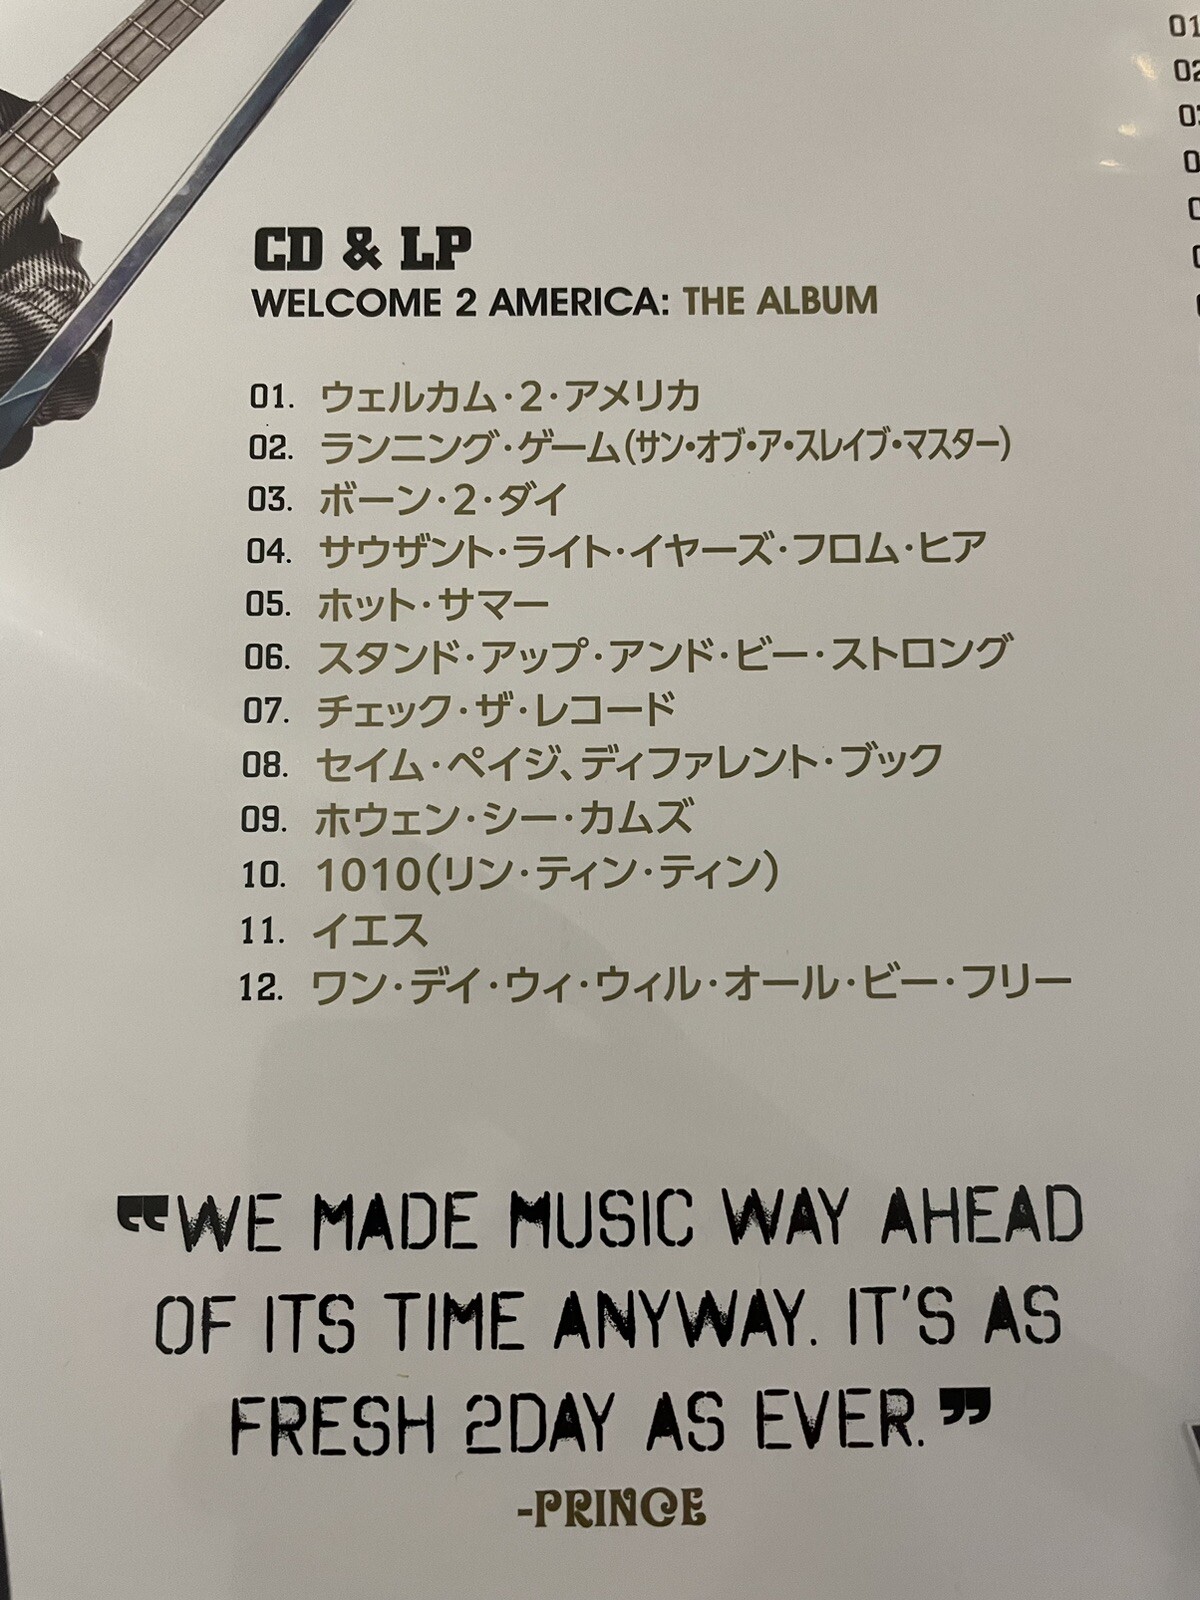 CD & LP
WELCOME 2 AMERICA: THE ALBUM
01. ウェルカム・2・アメリカ
02. ランニング・ゲーム(サン・オブ・ア・スレイブ・マスター)
03. ボーン・2・ダイ
04. サウザント・ライト・イヤーズ・フロム・ヒア
05. ホット・サマー
06. スタンド・アップ・アンド・ビー・ストロング
07. チェック・ザ・レコード
08. セイム・ペイジ、ディファレント・ブック
09. ホウェン・シー・カムズ
10. 1010(リン・ティン・ティン)
11. イエス
12. ワン・デイ・ウィ・ウィル・オール・ビー・フリー
“WE MADE MUSIC WAY AHEAD
OF ITS TIME ANYWAY. IT'S AS
FRESH 2DAY AS EVER.”
-PRINCE
01
02